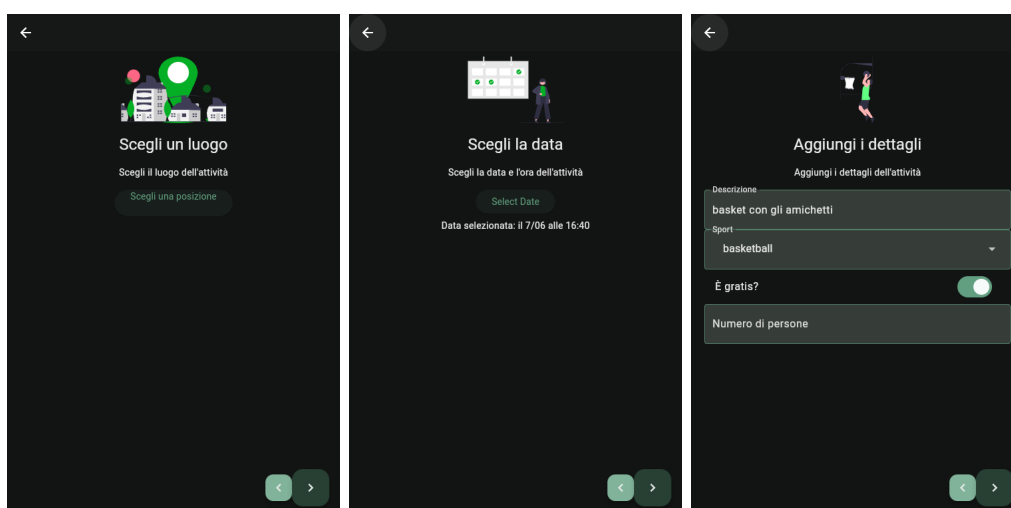 Scegli un luogo
Scegli il luogo dell'attività
Scegli una posizione
Scegli la data
Scegli la data e l'ora dell'attività
Select Date
Data selezionata: il 7/06 alle 16:40
Aggiungi i dettagli
Aggiungi i dettagli dell'attività
Descrizione
basket con gli amichetti
Sport
basketball
È gratis?
Numero di persone